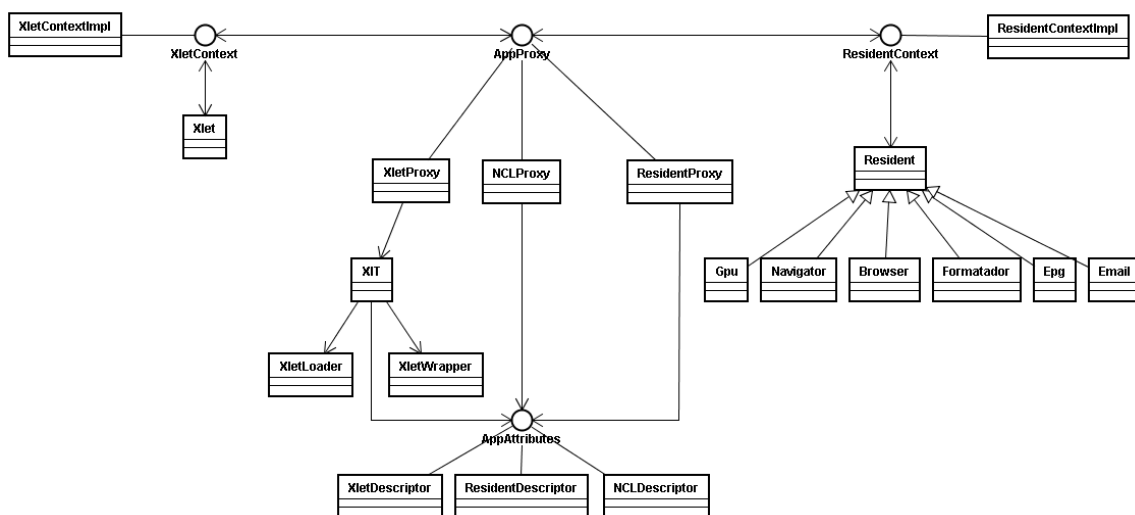 XletContextImpl
XletContext
AppProxy
ResidentContext
ResidentContextImpl
Xlet
XletProxy
NCLProxy
ResidentProxy
Resident
XIT
Gpu
Navigator
Browser
Formatador
Epg
Email
XletLoader
XletWrapper
AppAttributes
XletDescriptor
ResidentDescriptor
NCLDescriptor